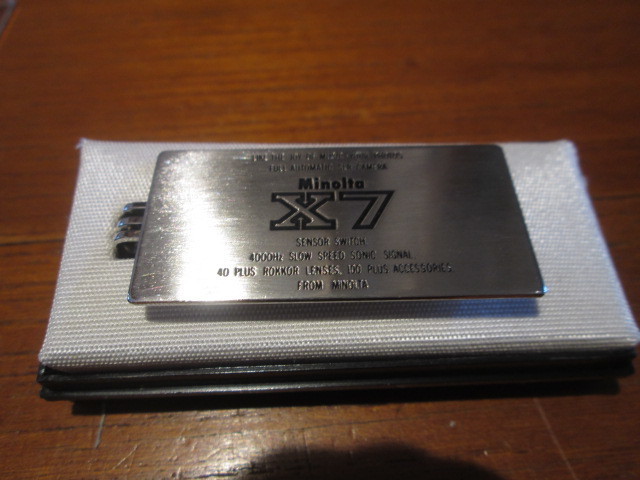 FULL AUTOMATIC SLR CAMERA
Minolta
X7
SENSOR SWITCH
4000Hz SLOW SPEED SONIC SIGNAL
40 PLUS ROKKOR LENSES, 100 PLUS ACCESSORIES
FROM MINOLTA